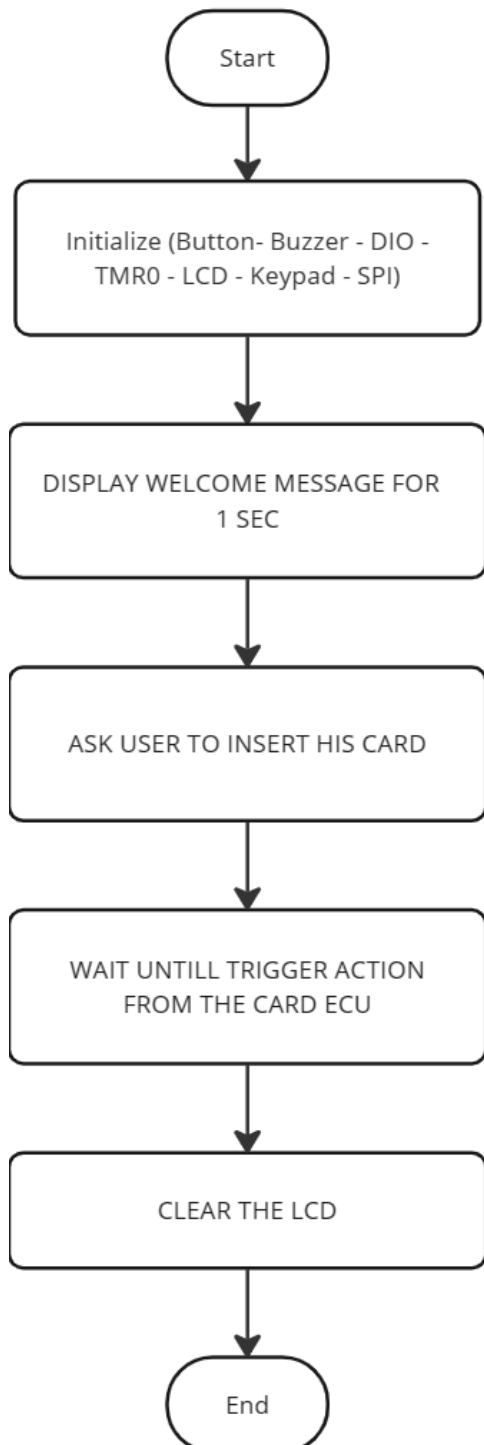 Start
Initialize (Button- Buzzer - DIO -
TMR0 - LCD - Keypad - SPI)
DISPLAY WELCOME MESSAGE FOR
1 SEC
ASK USER TO INSERT HIS CARD
WAIT UNTILL TRIGGER ACTION
FROM THE CARD ECU
CLEAR THE LCD
End